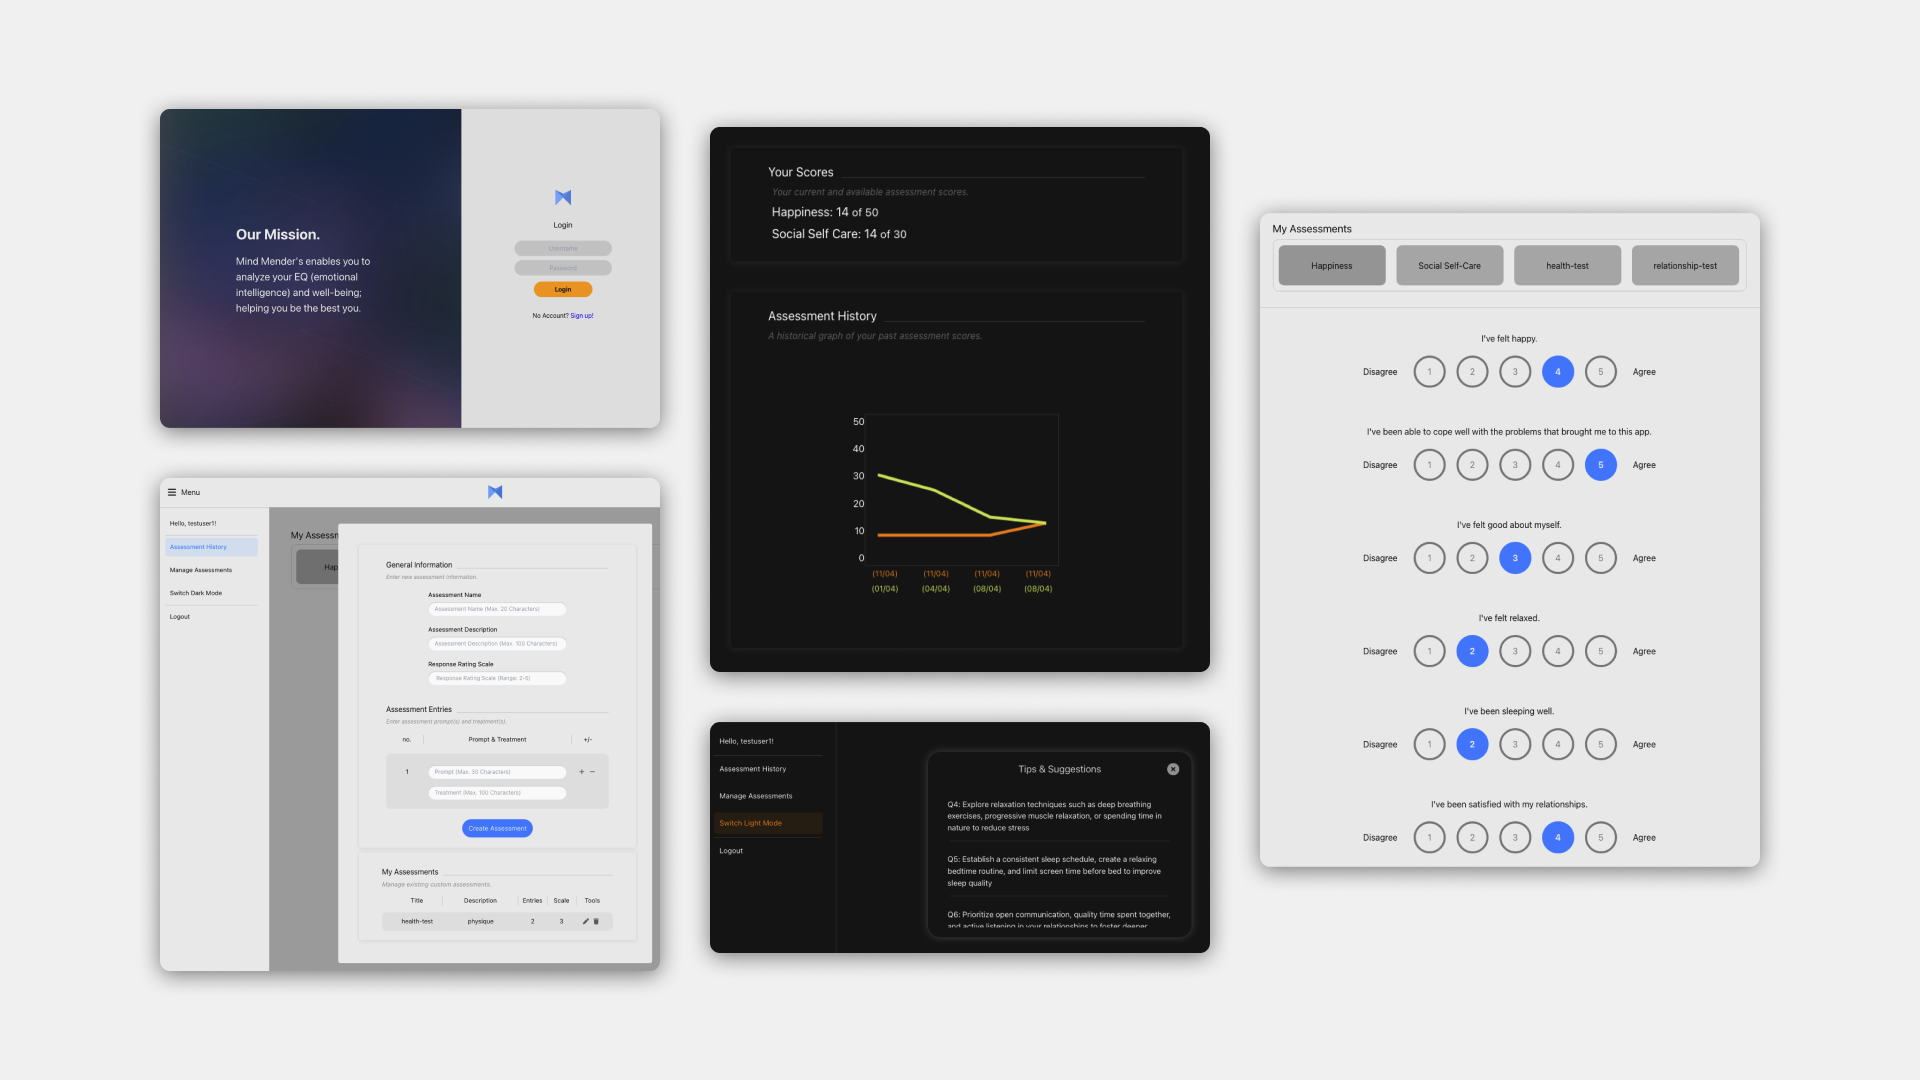 Our Mission.
Mind Mender's enables you to
analyze your EQ (emotional
intelligence) and well-being;
helping you be the best you.
Login
Username
Password
Login
No Account? Sign up!
Menu
Hello, testuser1!
Assessment History
Manage Assessments
Switch Dark Mode
Logout
My Assessm
Hap
General Information
Enter new assessment information.
Assessment Name
Assessment Name (Max. 20 Characters)
Assessment Description
Assessment Description (Max. 100 Characters)
Response Rating Scale
Response Rating Scale (Range: 2-5)
Assessment Entries
Enter assessment prompt(s) and treatment(s).
no. Prompt & Treatment +/-
1 Prompt (Max. 30 Characters) + −
Treatment (Max. 100 Characters)
Create Assessment
My Assessments
Manage existing custom assessments.
Title Description Entries Scale Tools
health-test physique 2 3
Your Scores
Your current and available assessment scores.
Happiness: 14 of 50
Social Self Care: 14 of 30
Assessment History
A historical graph of your past assessment scores.
50
40
30
20
10
0
(11/04) (11/04) (11/04) (11/04)
(01/04) (04/04) (08/04) (08/04)
Hello, testuser1!
Assessment History
Manage Assessments
Switch Light Mode
Logout
Tips & Suggestions
Q4: Explore relaxation techniques such as deep breathing
exercises, progressive muscle relaxation, or spending time in
nature to reduce stress
Q5: Establish a consistent sleep schedule, create a relaxing
bedtime routine, and limit screen time before bed to improve
sleep quality
Q6: Prioritize open communication, quality time spent together,
and active listening in your relationships to foster deeper
My Assessments
Happiness Social Self-Care health-test relationship-test
I've felt happy.
Disagree 1 2 3 4 5 Agree
I've been able to cope well with the problems that brought me to this app.
Disagree 1 2 3 4 5 Agree
I've felt good about myself.
Disagree 1 2 3 4 5 Agree
I've felt relaxed.
Disagree 1 2 3 4 5 Agree
I've been sleeping well.
Disagree 1 2 3 4 5 Agree
I've been satisfied with my relationships.
Disagree 1 2 3 4 5 Agree